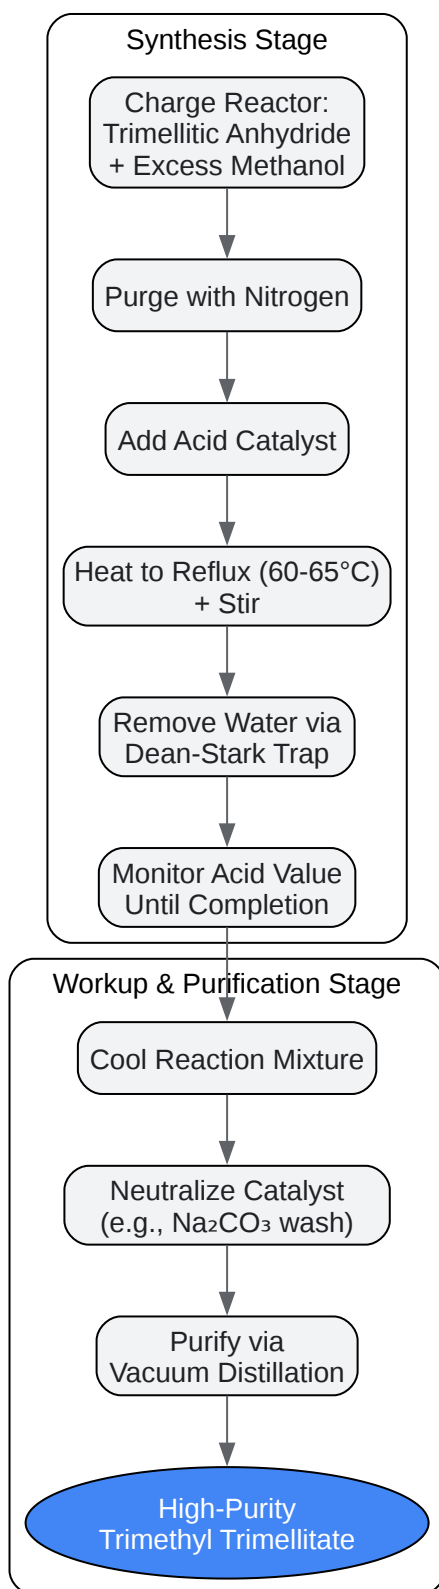 Synthesis Stage
Charge Reactor:
Trimellitic Anhydride
+ Excess Methanol
Purge with Nitrogen
Add Acid Catalyst
Heat to Reflux (60-65°C)
+ Stir
Remove Water via
Dean-Stark Trap
Monitor Acid Value
Until Completion
Workup & Purification Stage
Cool Reaction Mixture
Neutralize Catalyst
(e.g., Na₂CO₃ wash)
Purify via
Vacuum Distillation
High-Purity
Trimethyl Trimellitate